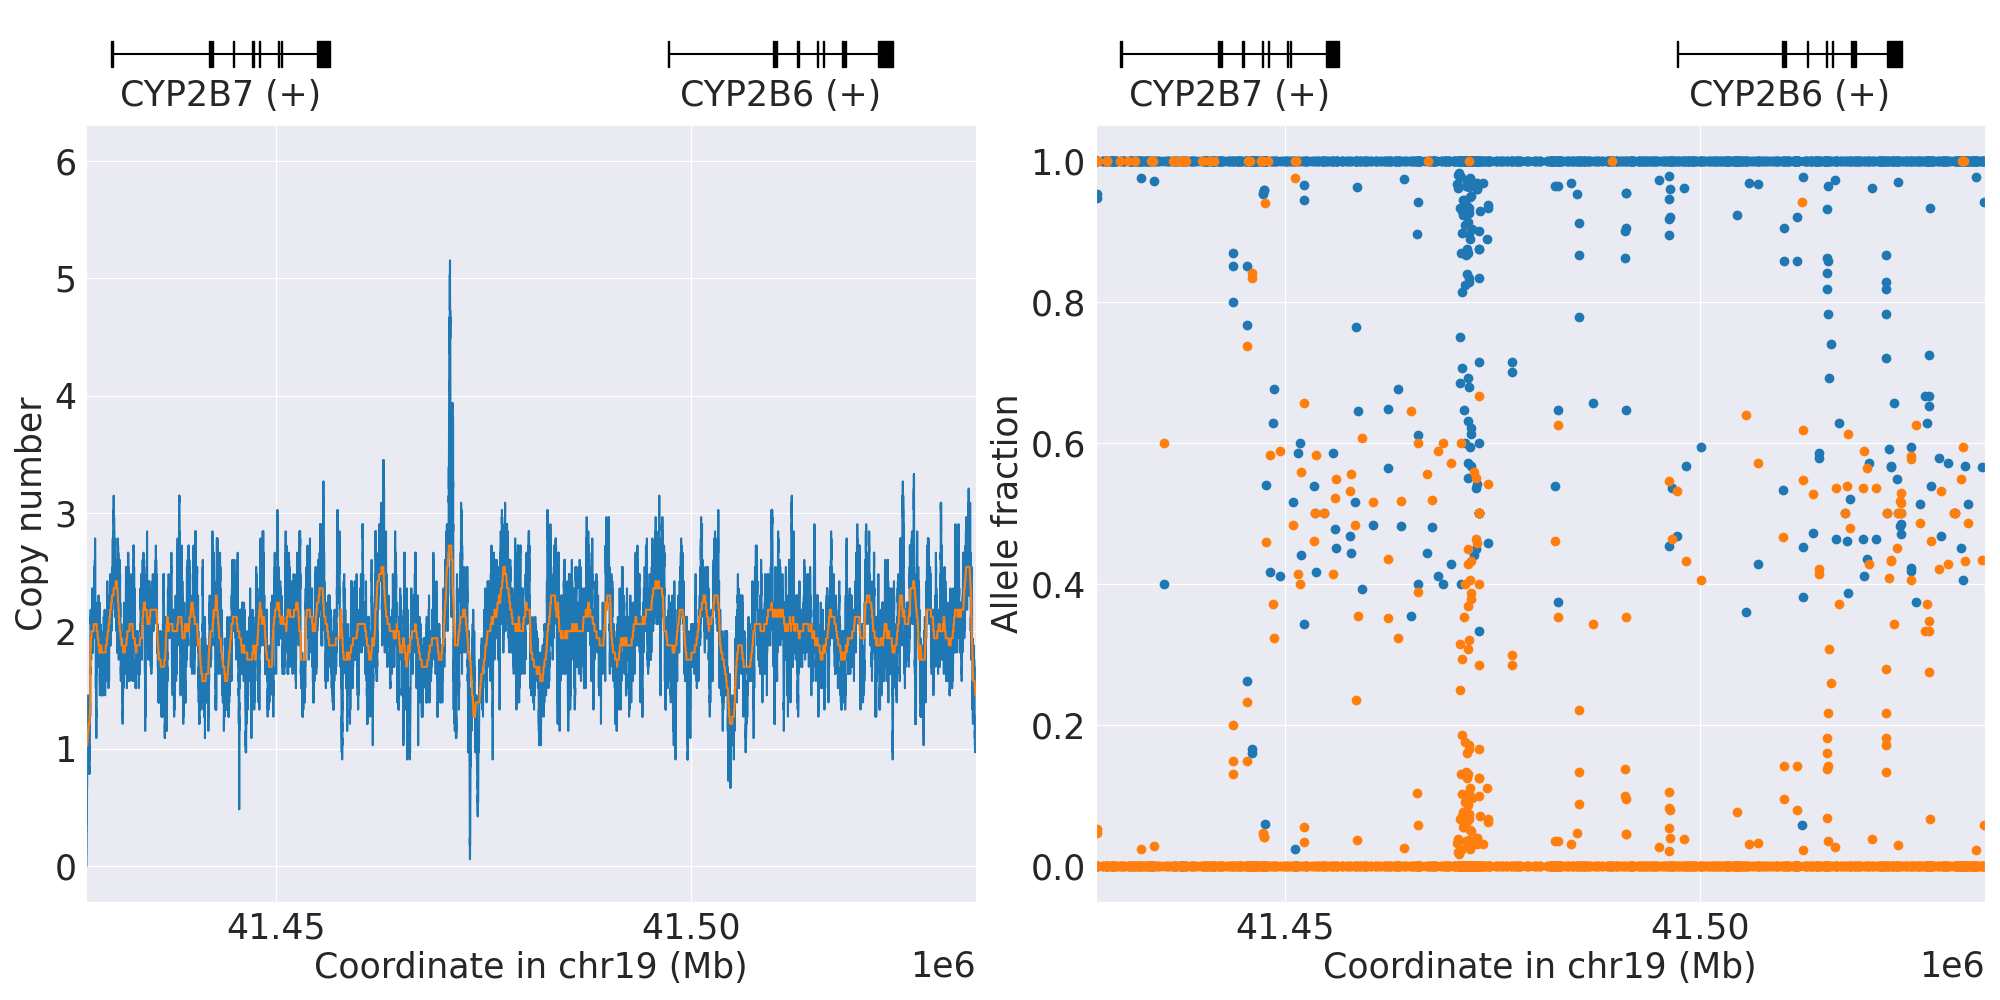 CYP2B7 (+)
CYP2B6 (+)
6
5
4
3
2
1
0
Copy number
41.45
41.50
Coordinate in chr19 (Mb)
1e6
CYP2B7 (+)
CYP2B6 (+)
1.0
0.8
0.6
0.4
0.2
0.0
Allele fraction
41.45
41.50
Coordinate in chr19 (Mb)
1e6